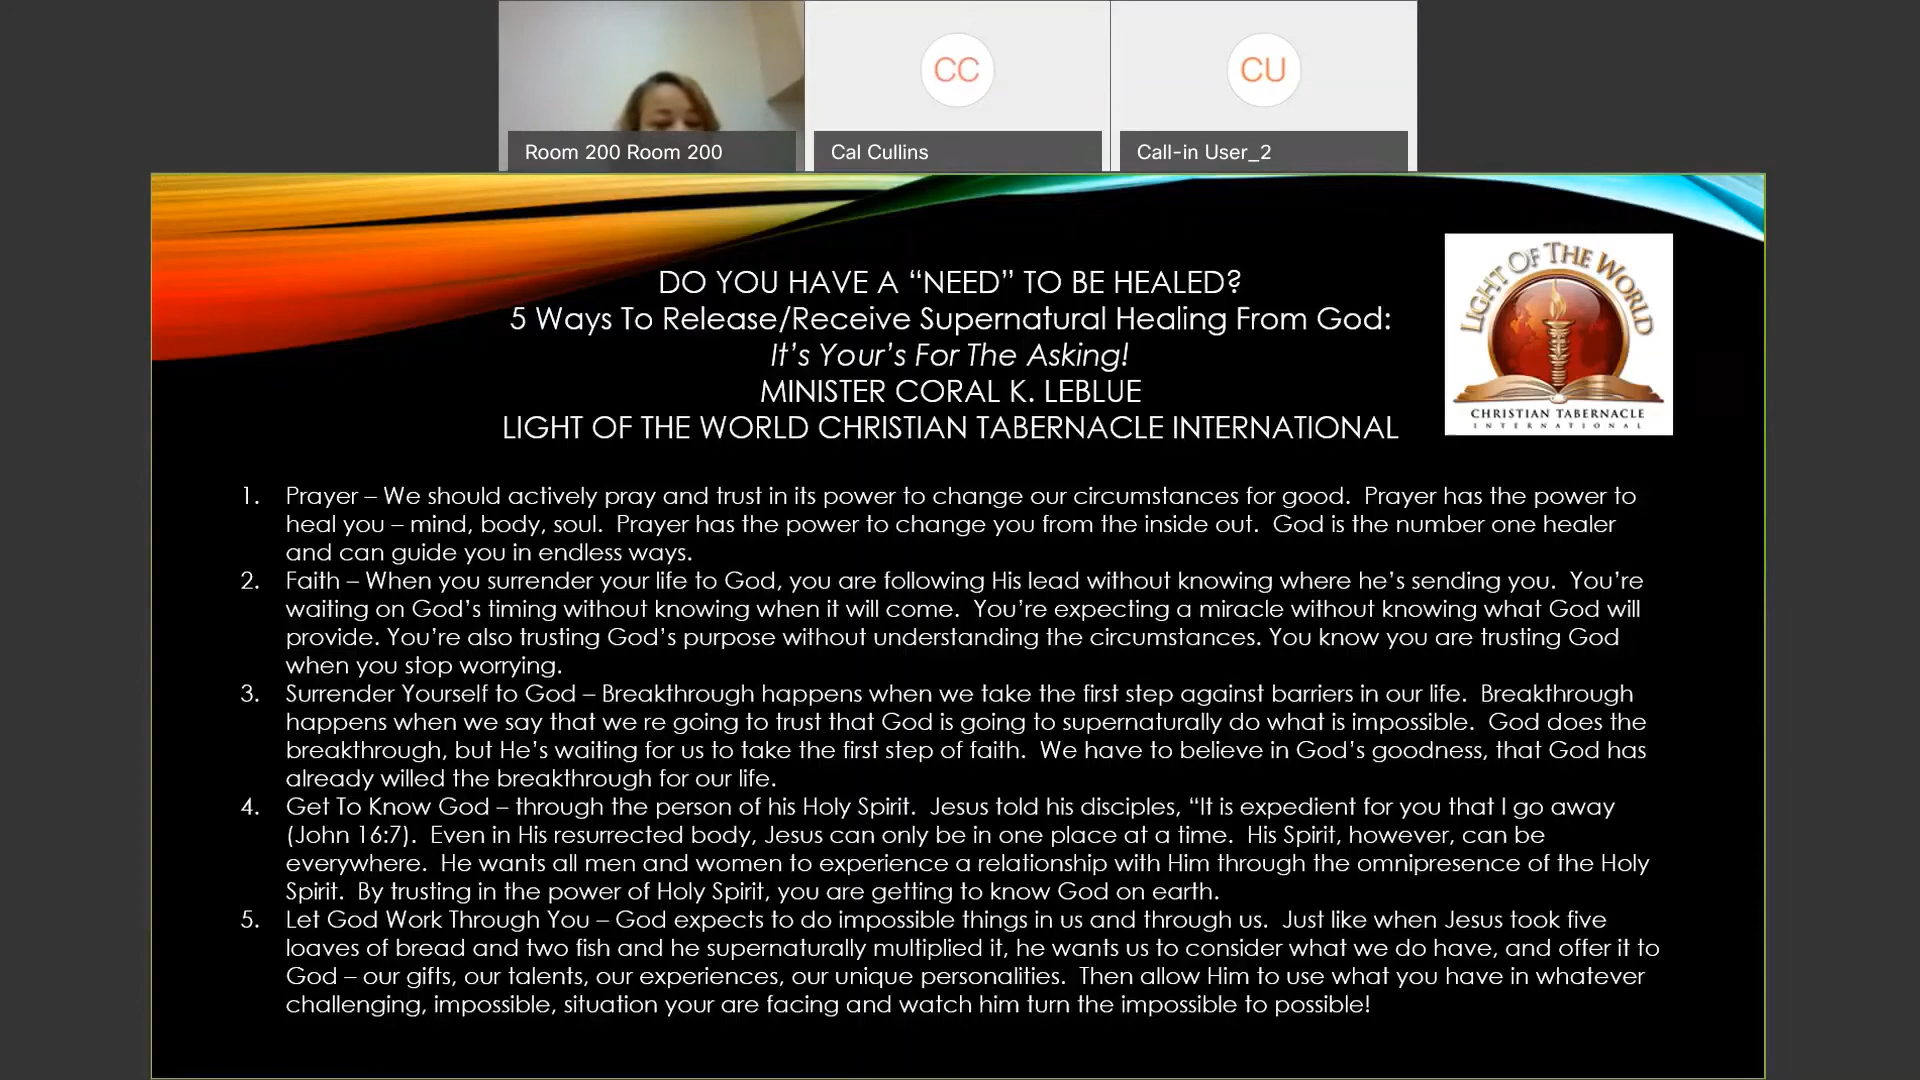 CC
CU
Room 200 Room 200
Cal Cullins
Call-in User_2
DO YOU HAVE A “NEED” TO BE HEALED?
5 Ways To Release/Receive Supernatural Healing From God:
It’s Your’s For The Asking!
MINISTER CORAL K. LEBLUE
LIGHT OF THE WORLD CHRISTIAN TABERNACLE INTERNATIONAL
LIGHT OF THE WORLD
CHRISTIAN TABERNACLE
INTERNATIONAL
1. Prayer – We should actively pray and trust in its power to change our circumstances for good. Prayer has the power to
heal you – mind, body, soul. Prayer has the power to change you from the inside out. God is the number one healer
and can guide you in endless ways.
2. Faith – When you surrender your life to God, you are following His lead without knowing where he’s sending you. You’re
waiting on God’s timing without knowing when it will come. You’re expecting a miracle without knowing what God will
provide. You’re also trusting God’s purpose without understanding the circumstances. You know you are trusting God
when you stop worrying.
3. Surrender Yourself to God – Breakthrough happens when we take the first step against barriers in our life. Breakthrough
happens when we say that we re going to trust that God is going to supernaturally do what is impossible. God does the
breakthrough, but He’s waiting for us to take the first step of faith. We have to believe in God’s goodness, that God has
already willed the breakthrough for our life.
4. Get To Know God – through the person of his Holy Spirit. Jesus told his disciples, “It is expedient for you that I go away
(John 16:7). Even in His resurrected body, Jesus can only be in one place at a time. His Spirit, however, can be
everywhere. He wants all men and women to experience a relationship with Him through the omnipresence of the Holy
Spirit. By trusting in the power of Holy Spirit, you are getting to know God on earth.
5. Let God Work Through You – God expects to do impossible things in us and through us. Just like when Jesus took five
loaves of bread and two fish and he supernaturally multiplied it, he wants us to consider what we do have, and offer it to
God – our gifts, our talents, our experiences, our unique personalities. Then allow Him to use what you have in whatever
challenging, impossible, situation your are facing and watch him turn the impossible to possible!